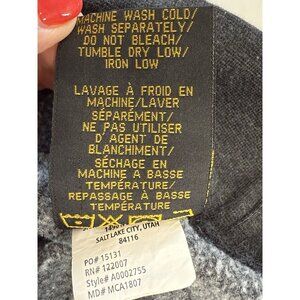 MACHINE WASH COLD/
WASH SEPARATELY/
DO NOT BLEACH/
TUMBLE DRY LOW/
IRON LOW
LAVAGE À FROID EN
MACHINE/LAVER
SÉPARÉMENT/
NE PAS UTILISER
D'AGENT DE
BLANCHIMENT/
SÉCHAGE EN
MACHINE A BASSE
TEMPÉRATURE/
REPASSAGE À BASSE
TEMPÉRATURE
SALT LAKE CITY, UTAH
84116
PO# 15131
RN# 122007
Style# A0002755
MD# MCA1807